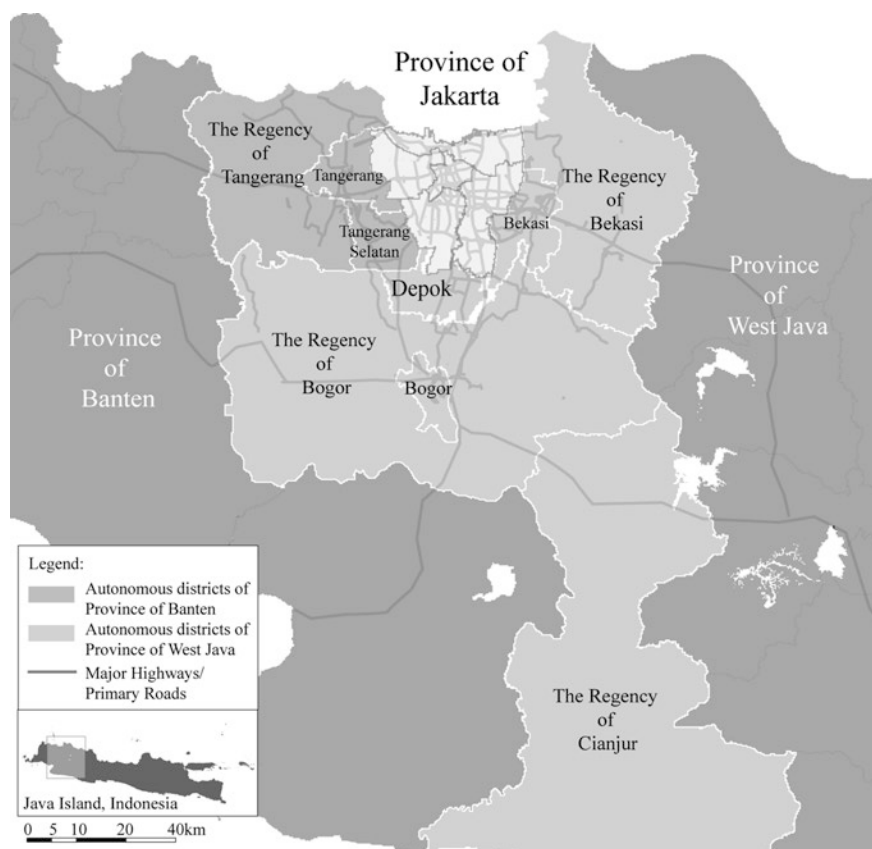 Province of
Jakarta
The Regency
of
Tangerang
Tangerang
The Regency
of
Bekasi
Bekasi
Tangerang
Selatan
Depok
Province
of
West Java
Province
of
Banten
The Regency
of
Bogor
Bogor
The Regency
of
Cianjur
Legend:
Autonomous districts of
Province of Banten
Autonomous districts of
Province of West Java
Major Highways/
Primary Roads
Java Island, Indonesia
0 5 10 20 40km